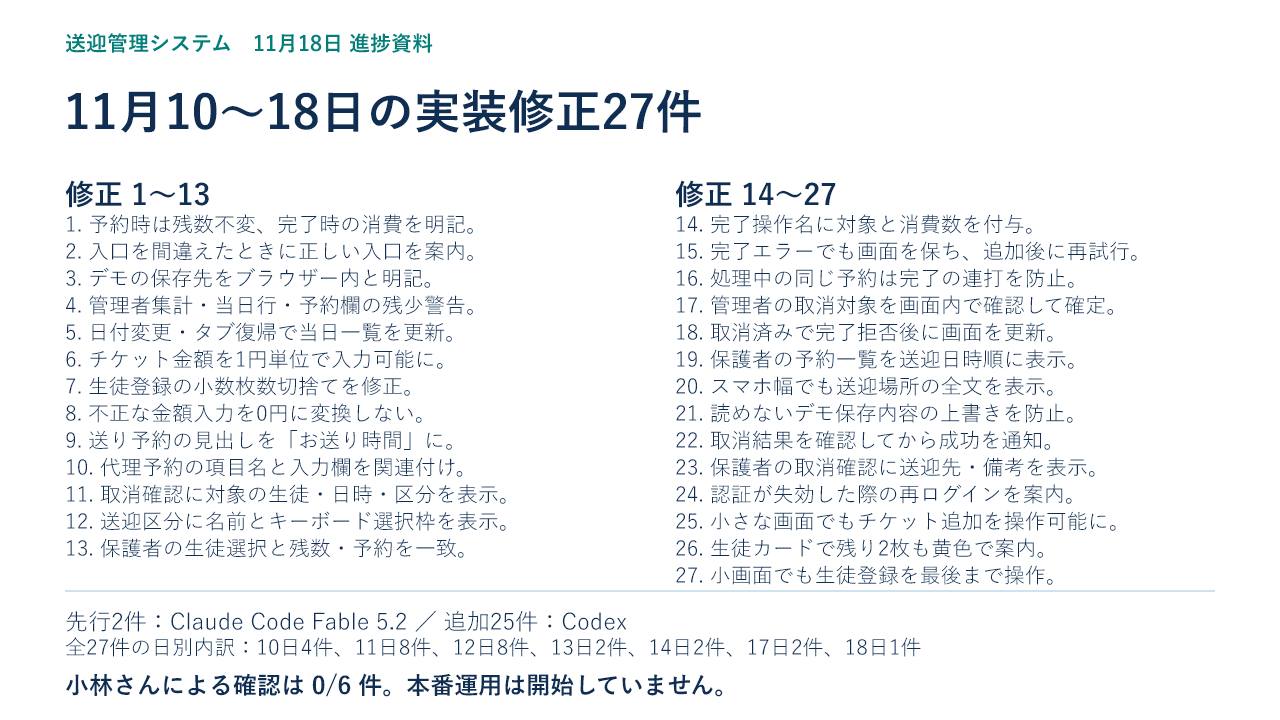 送迎管理システム　11月18日 進捗資料
11月10〜18日の実装修正27件
修正 1〜13
1. 予約時は残数不変、完了時の消費を明記。
2. 入口を間違えたときに正しい入口を案内。
3. デモの保存先をブラウザー内と明記。
4. 管理者集計・当日行・予約欄の残少警告。
5. 日付変更・タブ復帰で当日一覧を更新。
6. チケット金額を1円単位で入力可能に。
7. 生徒登録の小数枚数切捨てを修正。
8. 不正な金額入力を0円に変換しない。
9. 送り予約の見出しを「お送り時間」に。
10. 代理予約の項目名と入力欄を関連付け。
11. 取消確認に対象の生徒・日時・区分を表示。
12. 送迎区分に名前とキーボード選択枠を表示。
13. 保護者の生徒選択と残数・予約を一致。
修正 14〜27
14. 完了操作名に対象と消費数を付与。
15. 完了エラーでも画面を保ち、追加後に再試行。
16. 処理中の同じ予約は完了の連打を防止。
17. 管理者の取消対象を画面内で確認して確定。
18. 取消済みで完了拒否後に画面を更新。
19. 保護者の予約一覧を送迎日時順に表示。
20. スマホ幅でも送迎場所の全文を表示。
21. 読めないデモ保存内容の上書きを防止。
22. 取消結果を確認してから成功を通知。
23. 保護者の取消確認に送迎先・備考を表示。
24. 認証が失効した際の再ログインを案内。
25. 小さな画面でもチケット追加を操作可能に。
26. 生徒カードで残り2枚も黄色で案内。
27. 小画面でも生徒登録を最後まで操作。
先行2件：Claude Code Fable 5.2 ／ 追加25件：Codex
全27件の日別内訳：10日4件、11日8件、12日8件、13日2件、14日2件、17日2件、18日1件
小林さんによる確認は 0/6 件。本番運用は開始していません。